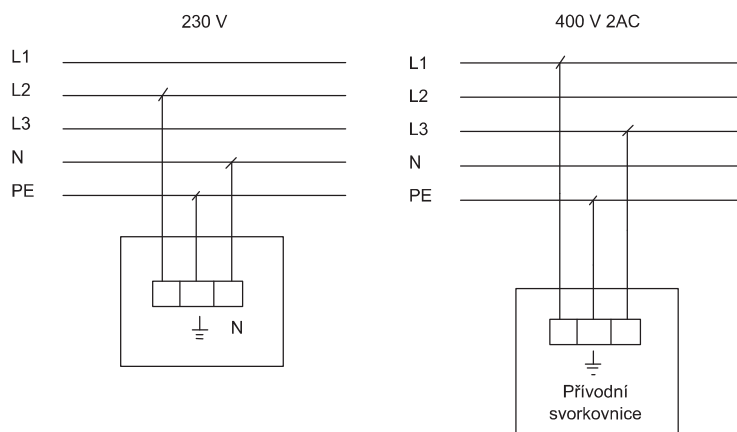 230 V
L1
L2
L3
N
PE
N
400 V 2AC
L1
L2
L3
N
PE
Přívodní
svorkovnice